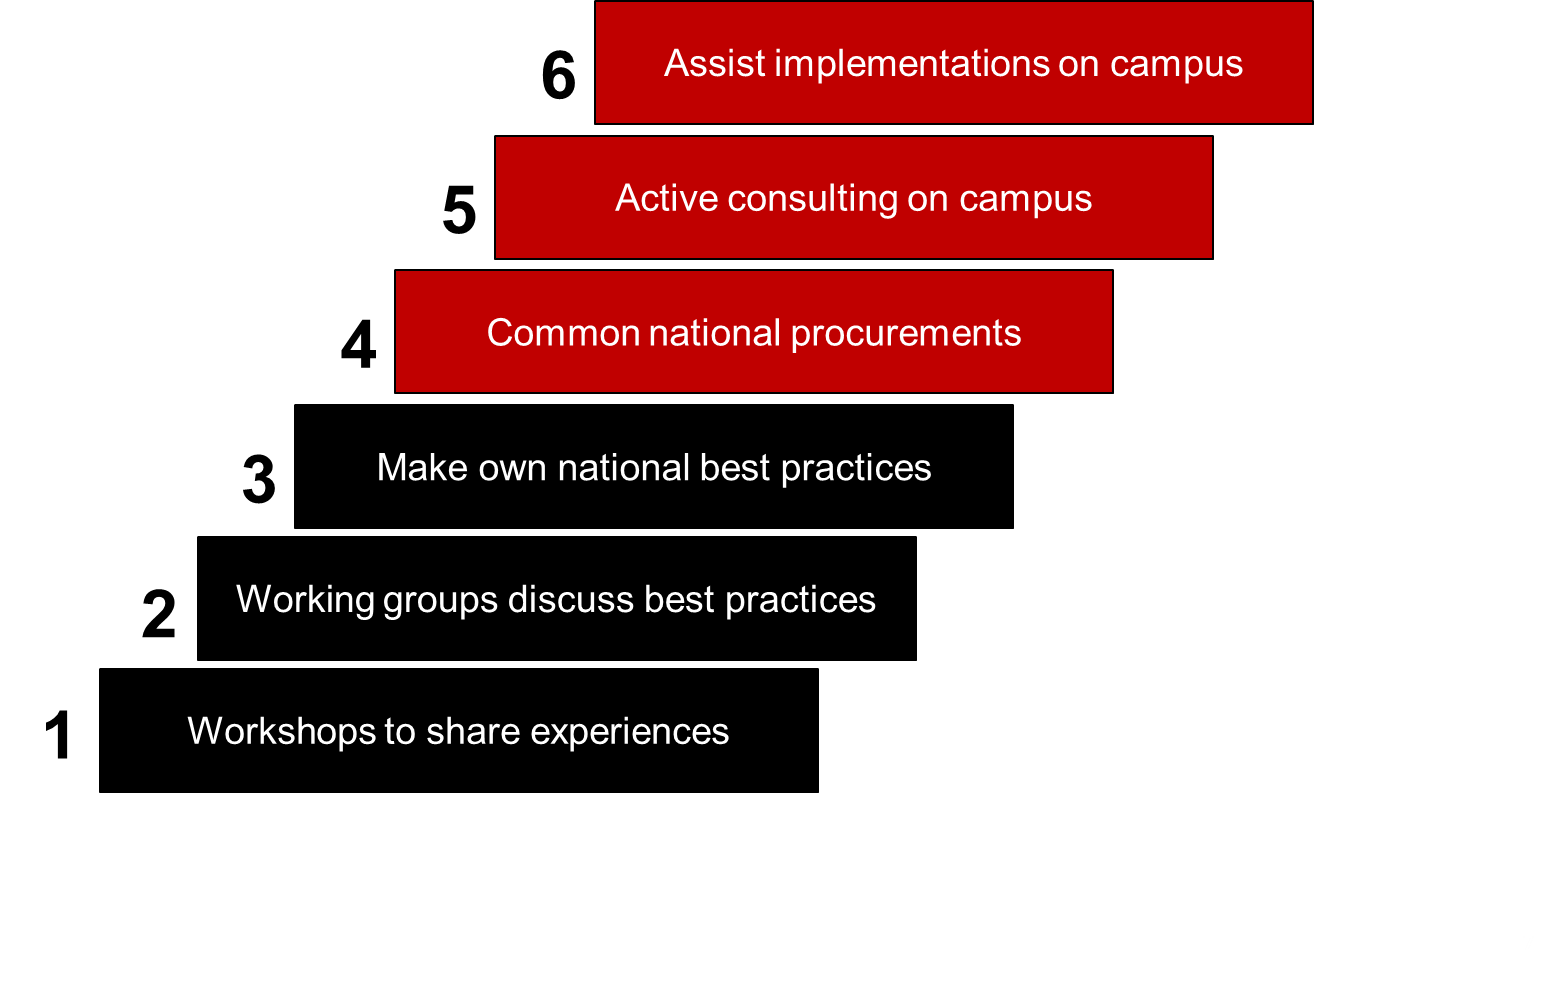 6 Assist implementations on campus
5 Active consulting on campus
4 Common national procurements
3 Make own national best practices
2 Working groups discuss best practices
1 Workshops to share experiences